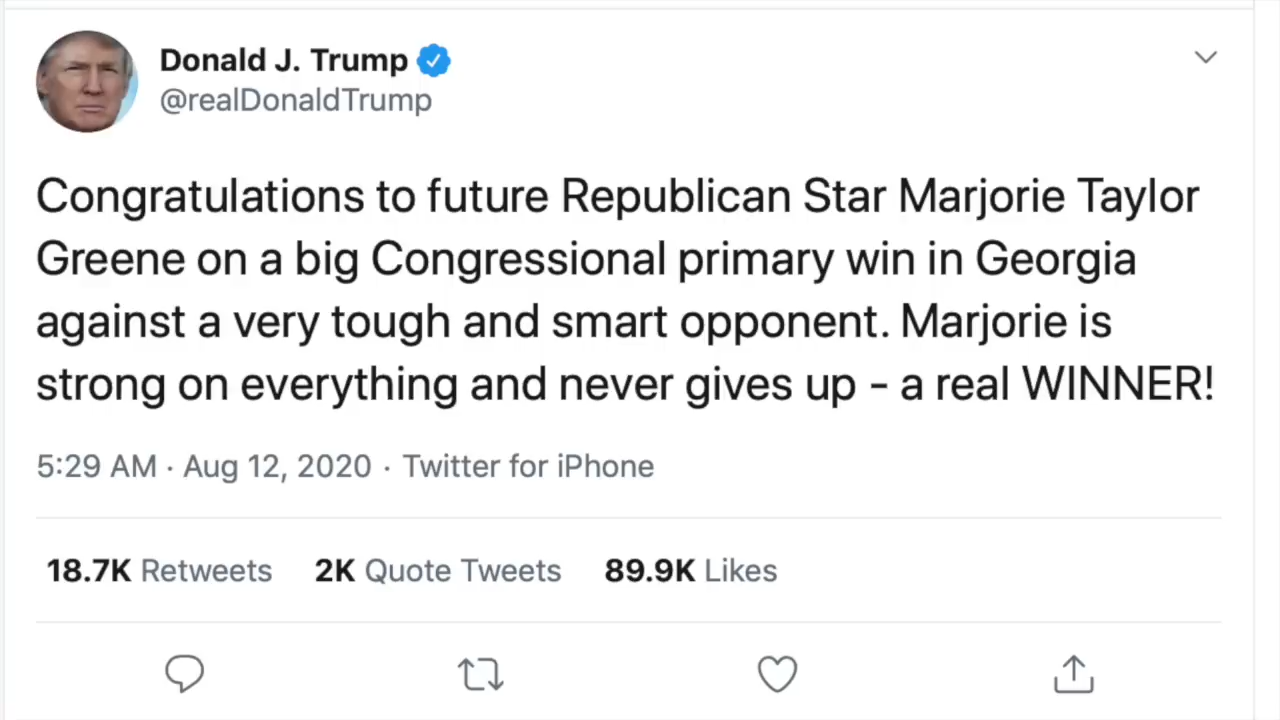 Donald J. Trump
@realDonaldTrump
Congratulations to future Republican Star Marjorie Taylor
Greene on a big Congressional primary win in Georgia
against a very tough and smart opponent. Marjorie is
strong on everything and never gives up - a real WINNER!
5:29 AM · Aug 12, 2020 · Twitter for iPhone
18.7K Retweets 2K Quote Tweets 89.9K Likes